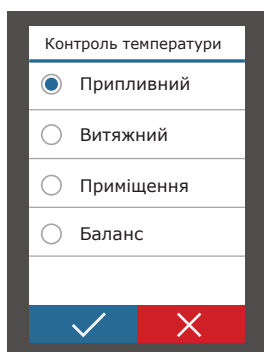 Контроль температури
Припливний
Витяжний
Приміщення
Баланс